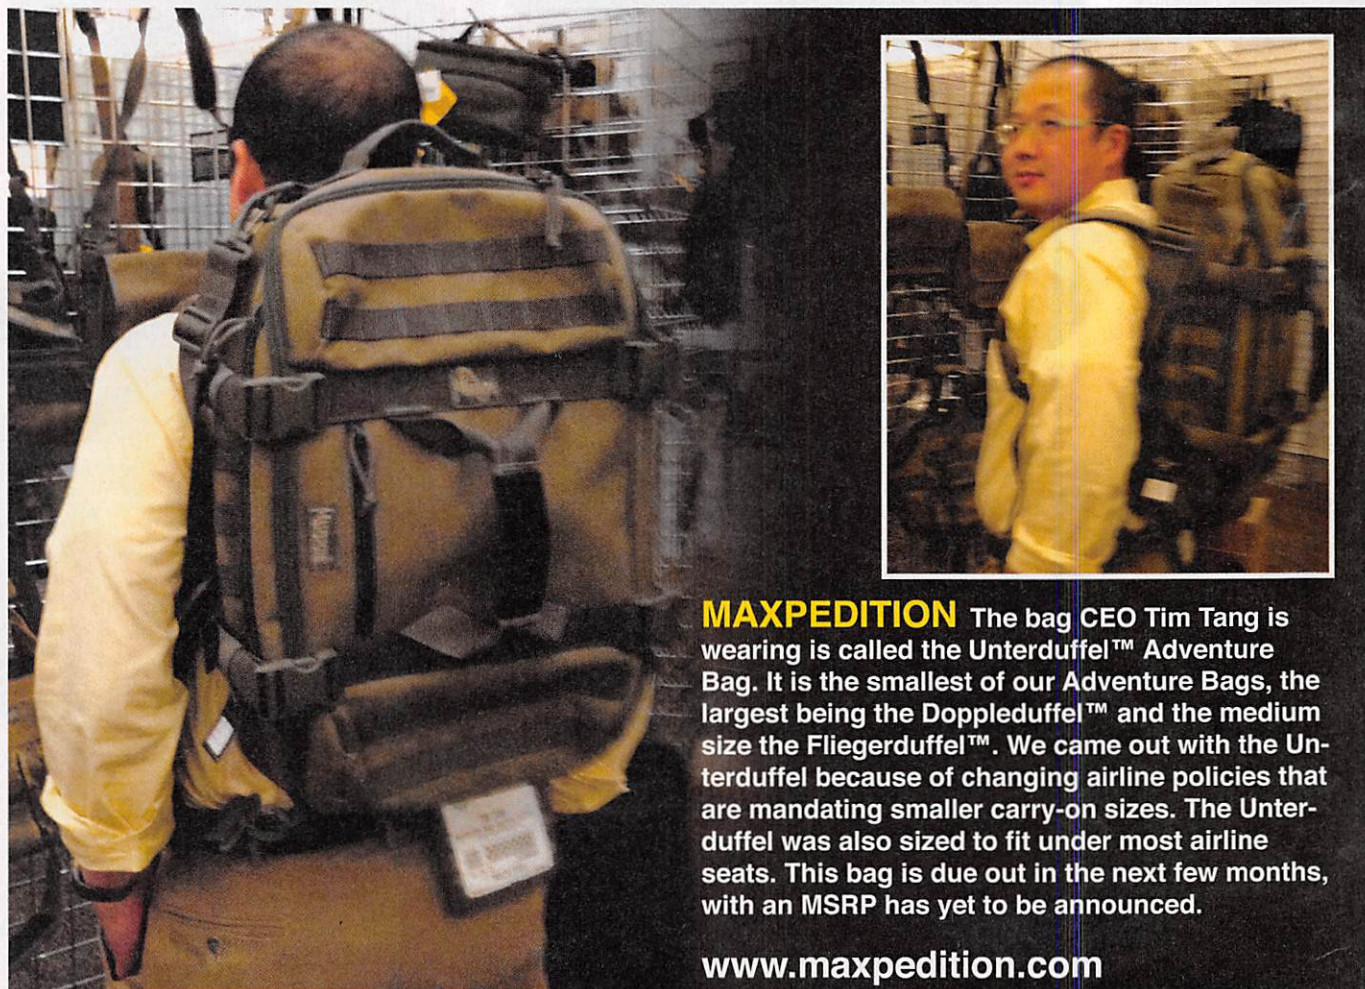 Maxpedition
MAXPEDITION The bag CEO Tim Tang is
wearing is called the Unterduffel™ Adventure
Bag. It is the smallest of our Adventure Bags, the
largest being the Doppleduffel™ and the medium
size the Fliegerduffel™. We came out with the Un-
terduffel because of changing airline policies that
are mandating smaller carry-on sizes. The Unter-
duffel was also sized to fit under most airline
seats. This bag is due out in the next few months,
with an MSRP has yet to be announced.
www.maxpedition.com